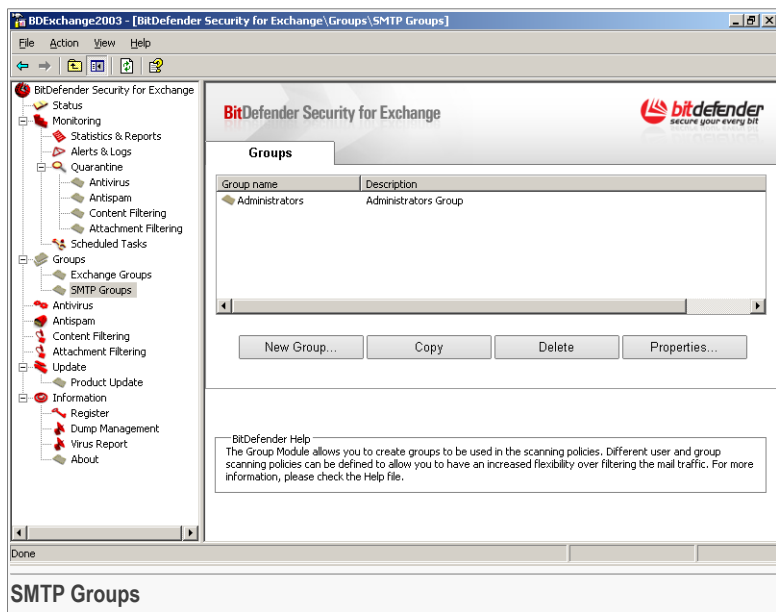 BDExchange2003 - [BitDefender Security for Exchange\Groups\SMTP Groups]
File Action View Help
BitDefender Security for Exchange
Status
Monitoring
Statistics & Reports
Alerts & Logs
Quarantine
Antivirus
Antispam
Content Filtering
Attachment Filtering
Scheduled Tasks
Groups
Exchange Groups
SMTP Groups
Antivirus
Antispam
Content Filtering
Attachment Filtering
Update
Product Update
Information
Register
Dump Management
Virus Report
About
BitDefender Security for Exchange
bitdefender
secure your every bit
Groups
Group name Description
Administrators Administrators Group
New Group... Copy Delete Properties...
BitDefender Help
The Group Module allows you to create groups to be used in the scanning policies. Different user and group
scanning policies can be defined to allow you to have an increased flexibility over filtering the mail traffic. For more
information, please check the Help file.
Done
SMTP Groups